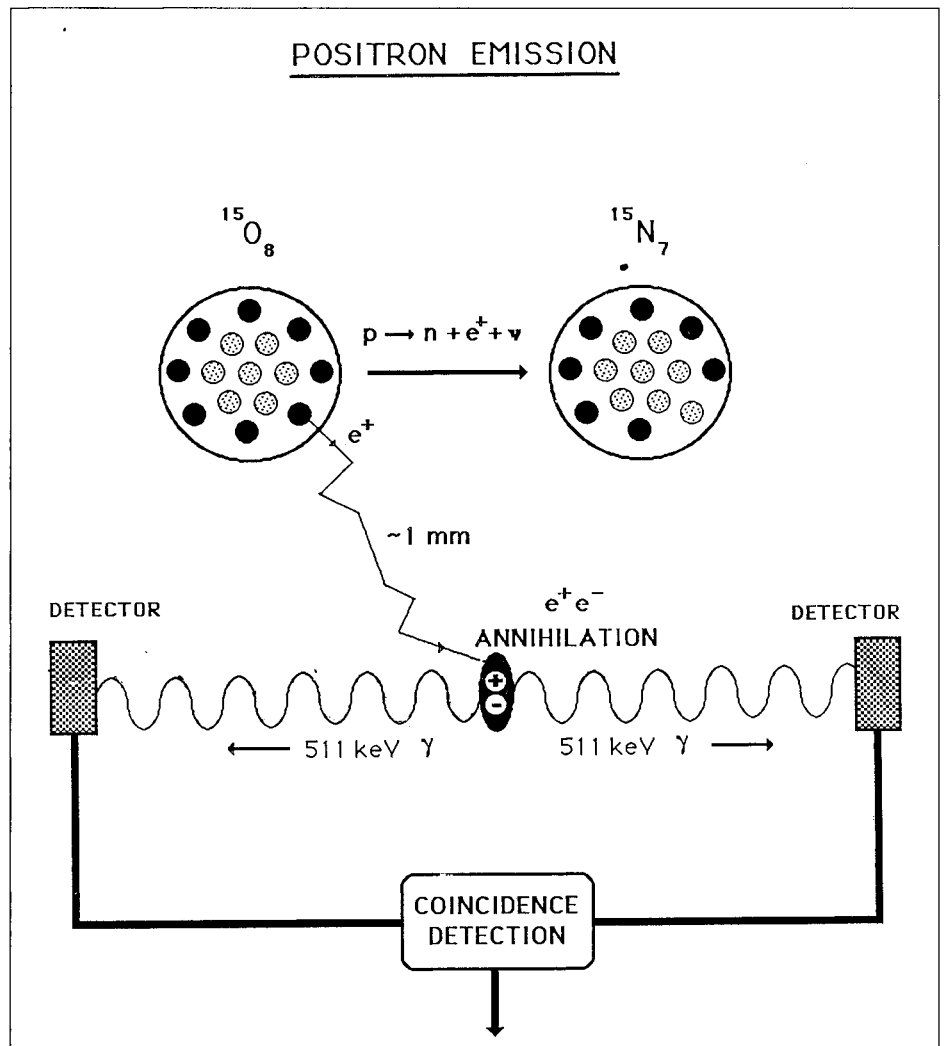 POSITRON EMISSION
¹⁵O₈
¹⁵N₇
p → n + e⁺ + ν
e⁺
~1 mm
e⁺ e⁻
ANNIHILATION
DETECTOR
DETECTOR
+
-
← 511 keV γ
511 keV γ →
COINCIDENCE
DETECTION